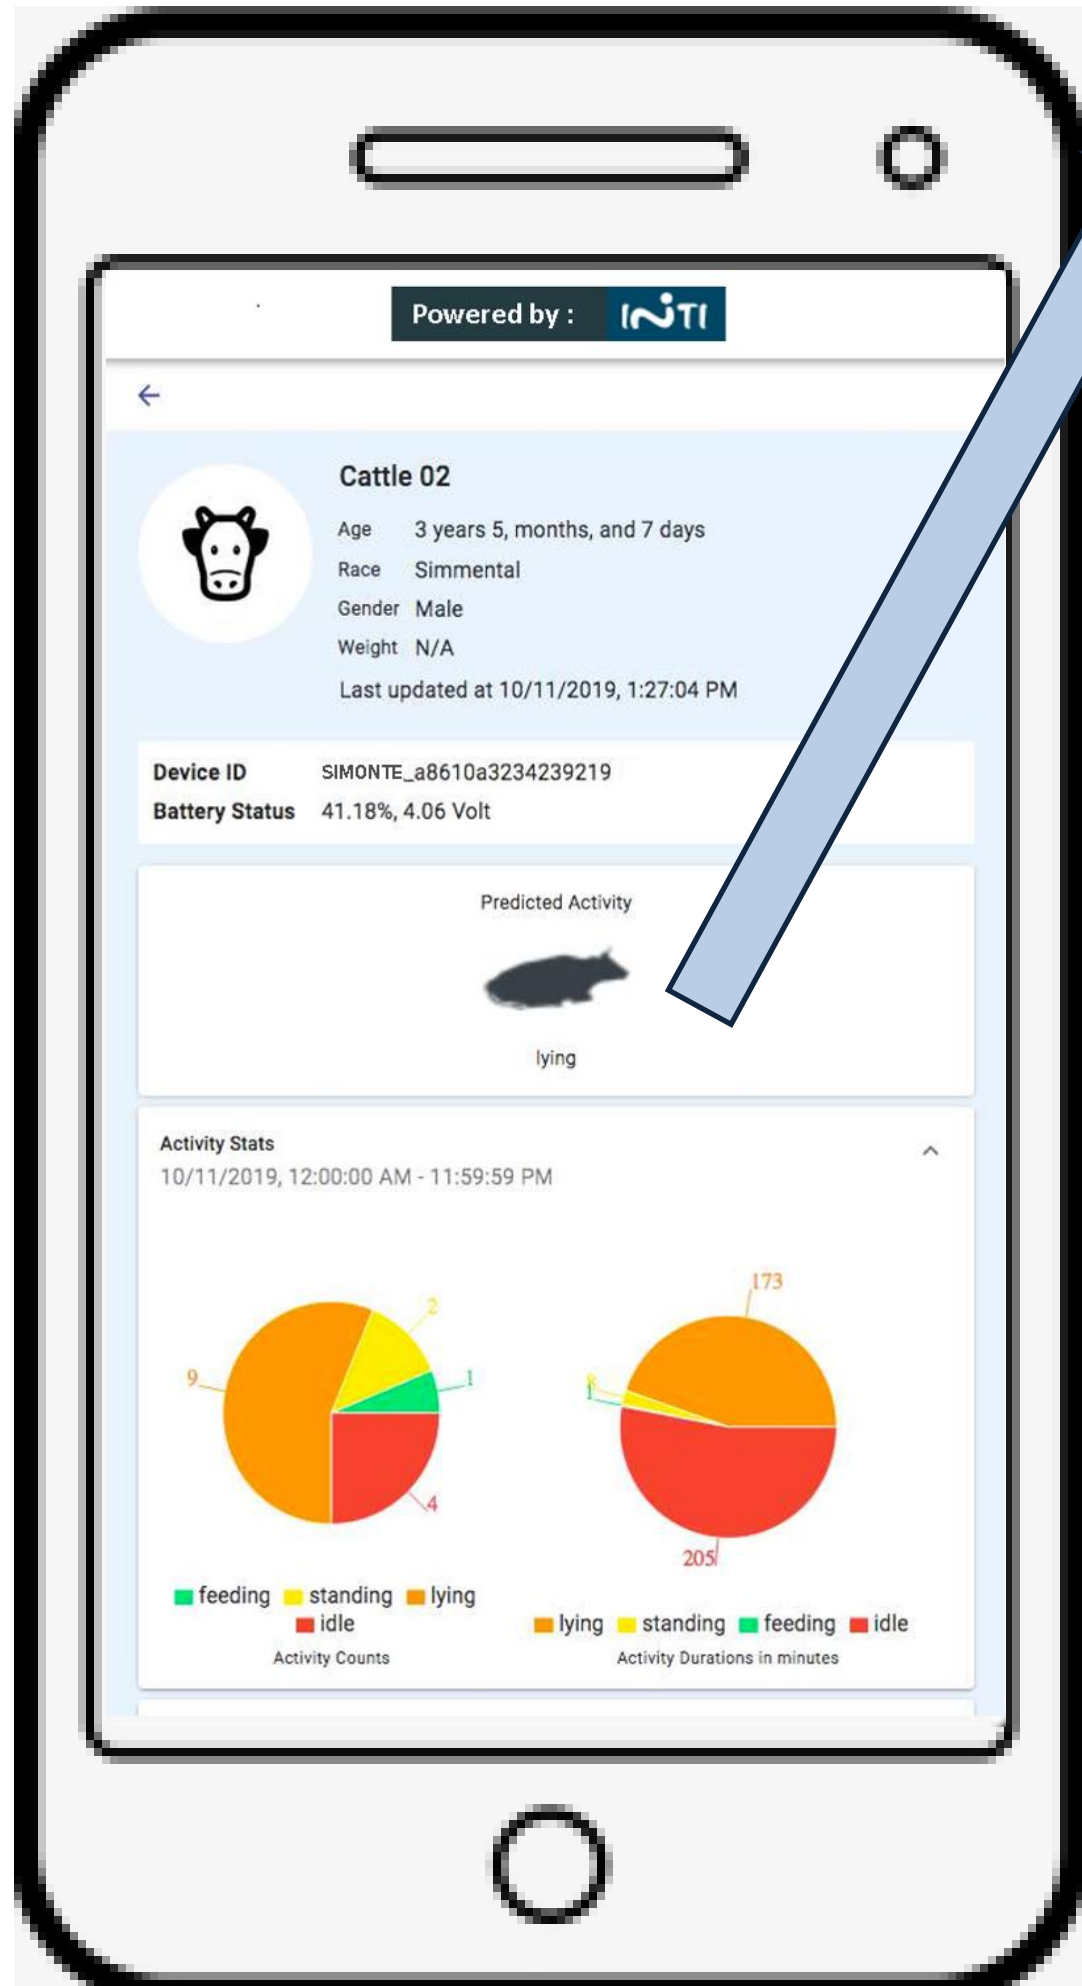 Powered by : INITI
Cattle 02
Age 3 years 5, months, and 7 days
Race Simmental
Gender Male
Weight N/A
Last updated at 10/11/2019, 1:27:04 PM
Device ID SIMONTE_a8610a3234239219
Battery Status 41.18%, 4.06 Volt
Predicted Activity
lying
Activity Stats
10/11/2019, 12:00:00 AM - 11:59:59 PM
2
9
1
4
feeding standing lying
idle
Activity Counts
173
8
1
205
lying standing feeding idle
Activity Durations in minutes